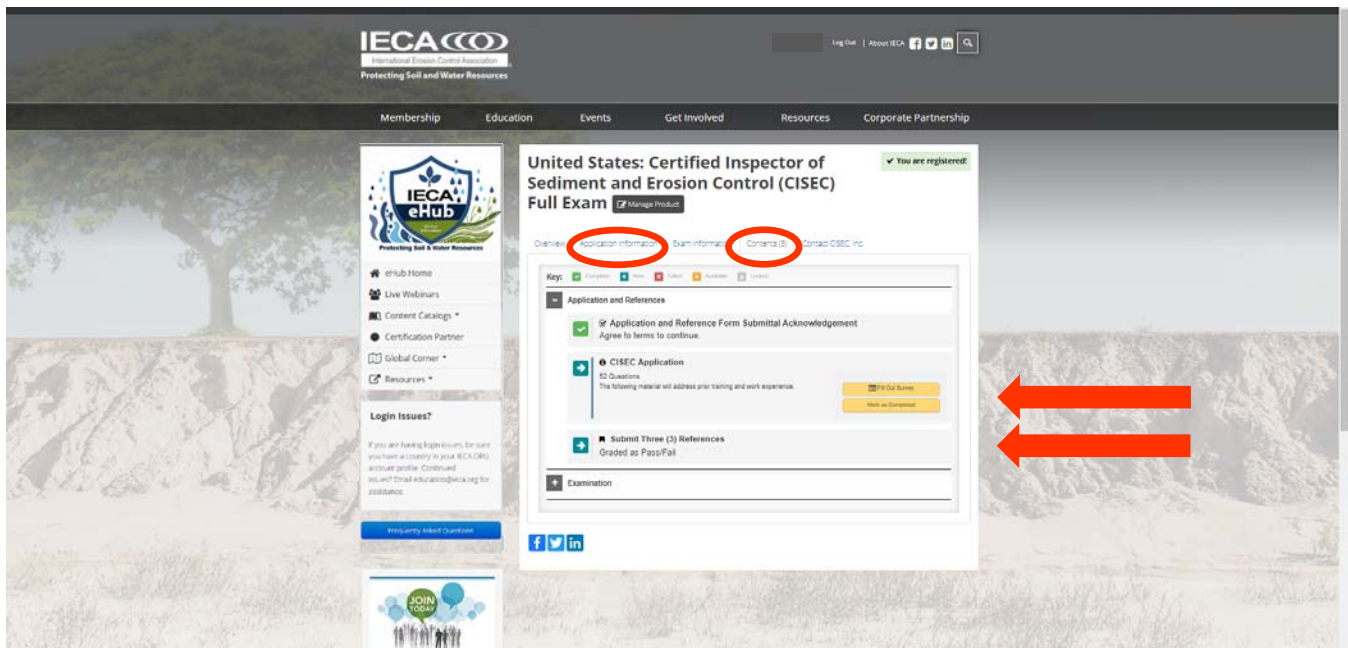 IECA
International Erosion Control Association
Protecting Soil and Water Resources
Log Out | About IECA
Membership Education Events Get Involved Resources Corporate Partnership
IECA
eHub
Protecting Soil & Water Resources
eHub Home
Live Webinars
Content Catalogs
Certification Partner
Global Corner
Resources
Login Issues?
If you are having login issues, be sure
you have a country in your IECA.ORG
account profile. Continued
issues? Email education@ieca.org for
assistance.
Frequently Asked Questions
JOIN
TODAY
United States: Certified Inspector of
Sediment and Erosion Control (CISEC)
Full Exam Manage Product
You are registered!
Overview Application Information Exam Information Contents (8) Contact CISEC, Inc.
Key: Complete Next Failed Available Locked
Application and References
Application and Reference Form Submittal Acknowledgement
Agree to terms to continue.
CISEC Application
52 Questions
The following material will address prior training and work experience.
Fill Out Survey
Mark as Completed
Submit Three (3) References
Graded as Pass/Fail
Examination
f in